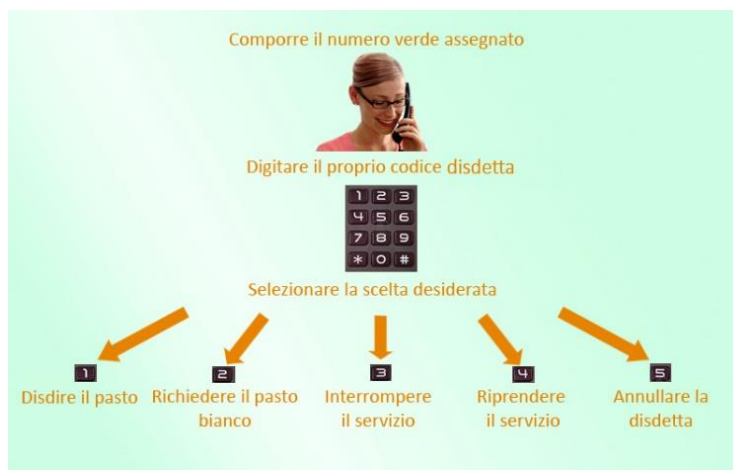 Comporre il numero verde assegnato
Digitare il proprio codice disdetta
1 2 3
4 5 6
7 8 9
* 0 #
Selezionare la scelta desiderata
1 2 3 4 5
Disdire il pasto
Richiedere il pasto
bianco
Interrompere
il servizio
Riprendere
il servizio
Annullare la
disdetta